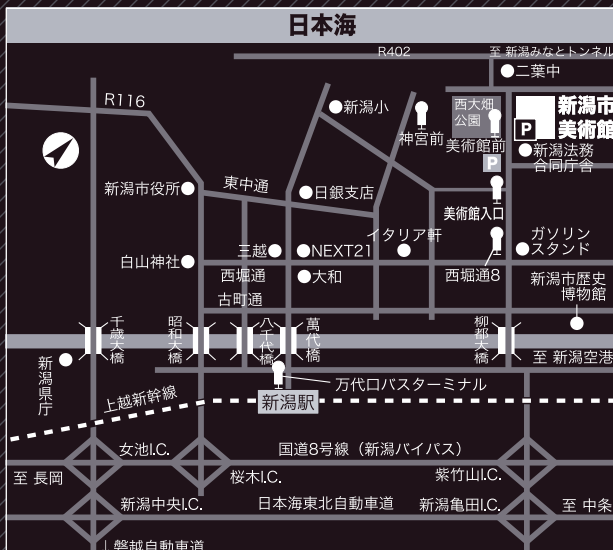 日本海
R402
至 新潟みなとトンネル
二葉中
R116
新潟小
神宮前
西大畑
公園
美術館前
P
P
新潟市
美術館
新潟法務
合同庁舎
新潟市役所
東中通
日銀支店
美術館入口
イタリア軒
ガソリン
スタンド
白山神社
三越
NEXT21
西堀通
大和
西堀通8
新潟市歴史
博物館
古町通
千歳大橋
昭和大橋
八千代橋
萬代橋
柳都大橋
至 新潟空港
新潟県庁
万代口バスターミナル
上越新幹線
新潟駅
女池I.C.
国道8号線（新潟バイパス）
至 長岡
桜木I.C.
紫竹山I.C.
新潟中央I.C.
日本海東北自動車道
新潟亀田I.C.
至 中条
磐越自動車道